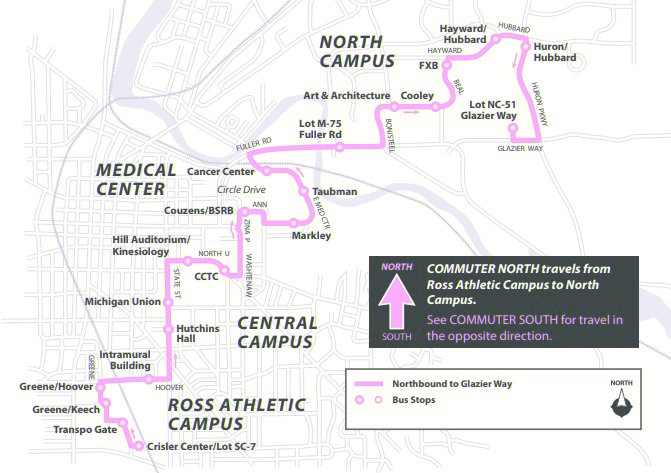 Hayward/
Hubbard
HUBBARD
NORTH
CAMPUS
HAYWARD
Huron/
Hubbard
FXB
BEAL
HURON PKWY
Art & Architecture
Cooley
Lot NC-51
Glazier Way
Lot M-75
Fuller Rd
BONISTEEL
FULLER RD
GLAZIER WAY
MEDICAL
CENTER
Cancer Center
Circle Drive
Taubman
E MED CTR
Couzens/BSRB
ANN
ZINA P
Markley
Hill Auditorium/
Kinesiology
NORTH U
WASHTENAW
CCTC
STATE ST
NORTH
COMMUTER NORTH travels from
Ross Athletic Campus to North
Campus.
See COMMUTER SOUTH for travel in
the opposite direction.
SOUTH
Michigan Union
CENTRAL
CAMPUS
Hutchins
Hall
Intramural
Building
GREENE
HOOVER
Greene/Hoover
Northbound to Glazier Way
Bus Stops
NORTH
Greene/Keech
ROSS ATHLETIC
CAMPUS
Transpo Gate
Crisler Center/Lot SC-7